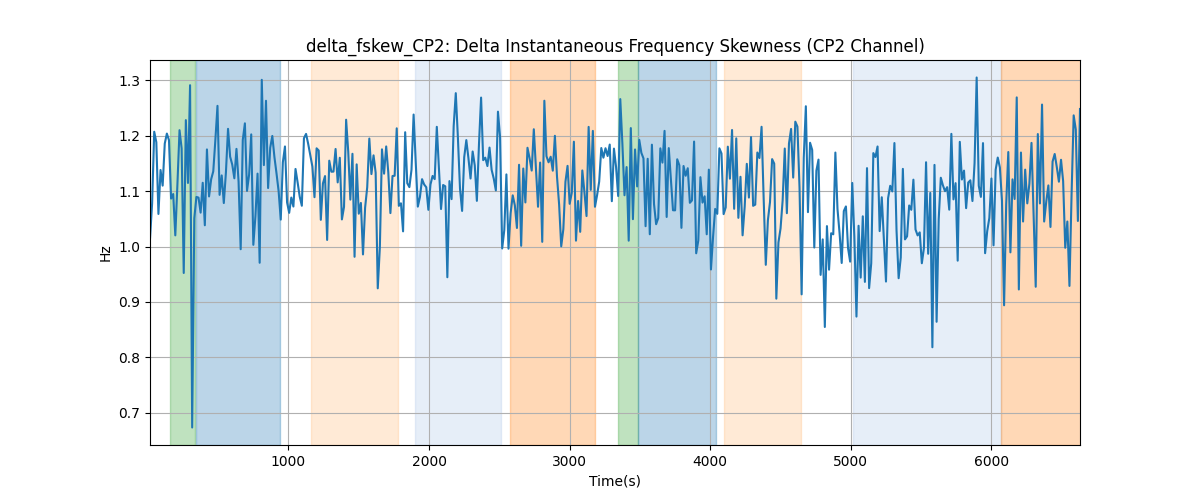 delta_fskew_CP2: Delta Instantaneous Frequency Skewness (CP2 Channel)
1.3
1.2
1.1
1.0
0.9
0.8
0.7
Hz
1000 2000 3000 4000 5000 6000
Time(s)